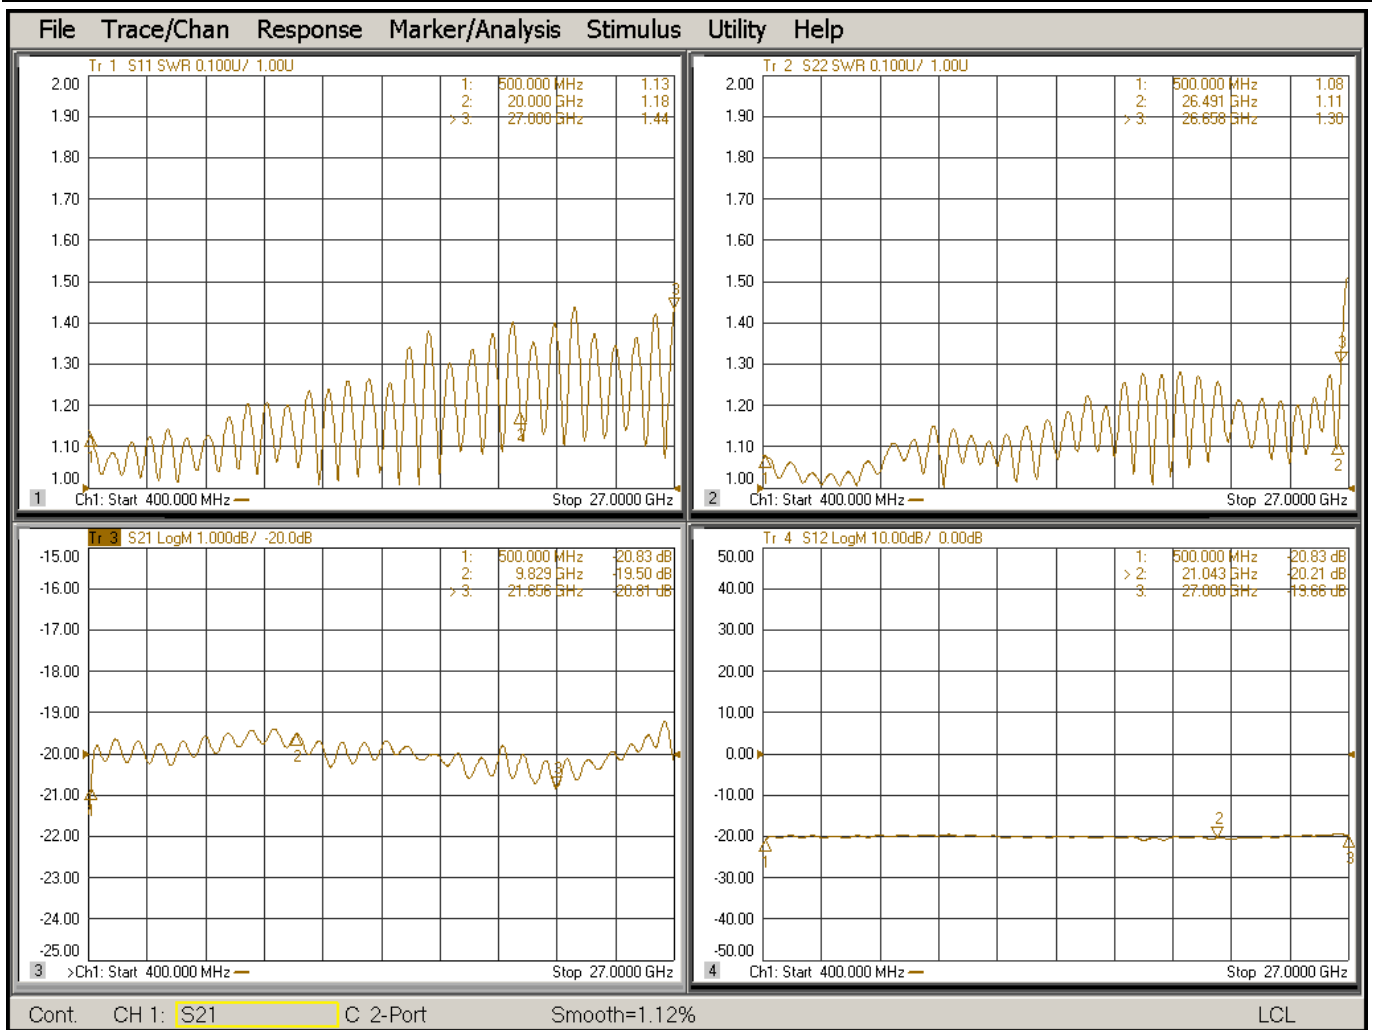 File Trace/Chan Response Marker/Analysis Stimulus Utility Help
Tr 1 S11 SWR 0.100U/ 1.00U
1: 500.000 MHz 1.13
2: 20.000 GHz 1.18
> 3: 27.000 GHz 1.44
2.00
1.90
1.80
1.70
1.60
1.50
1.40
1.30
1.20
1.10
1.00
1
2
3
1 Ch1: Start 400.000 MHz Stop 27.0000 GHz
Tr 2 S22 SWR 0.100U/ 1.00U
1: 500.000 MHz 1.08
2: 26.491 GHz 1.11
> 3: 26.658 GHz 1.30
2.00
1.90
1.80
1.70
1.60
1.50
1.40
1.30
1.20
1.10
1.00
1
2
3
2 Ch1: Start 400.000 MHz Stop 27.0000 GHz
Tr 3 S21 LogM 1.000dB/ -20.0dB
1: 500.000 MHz -20.83 dB
2: 9.829 GHz -19.50 dB
> 3: 21.656 GHz -20.81 dB
-15.00
-16.00
-17.00
-18.00
-19.00
-20.00
-21.00
-22.00
-23.00
-24.00
-25.00
2
3
3 >Ch1: Start 400.000 MHz Stop 27.0000 GHz
Tr 4 S12 LogM 10.00dB/ 0.00dB
1: 500.000 MHz -20.83 dB
> 2: 21.043 GHz -20.21 dB
3: 27.000 GHz -19.66 dB
50.00
40.00
30.00
20.00
10.00
0.00
-10.00
-20.00
-30.00
-40.00
-50.00
1
2
3
4 Ch1: Start 400.000 MHz Stop 27.0000 GHz
Cont. CH 1: S21 C 2-Port Smooth=1.12% LCL